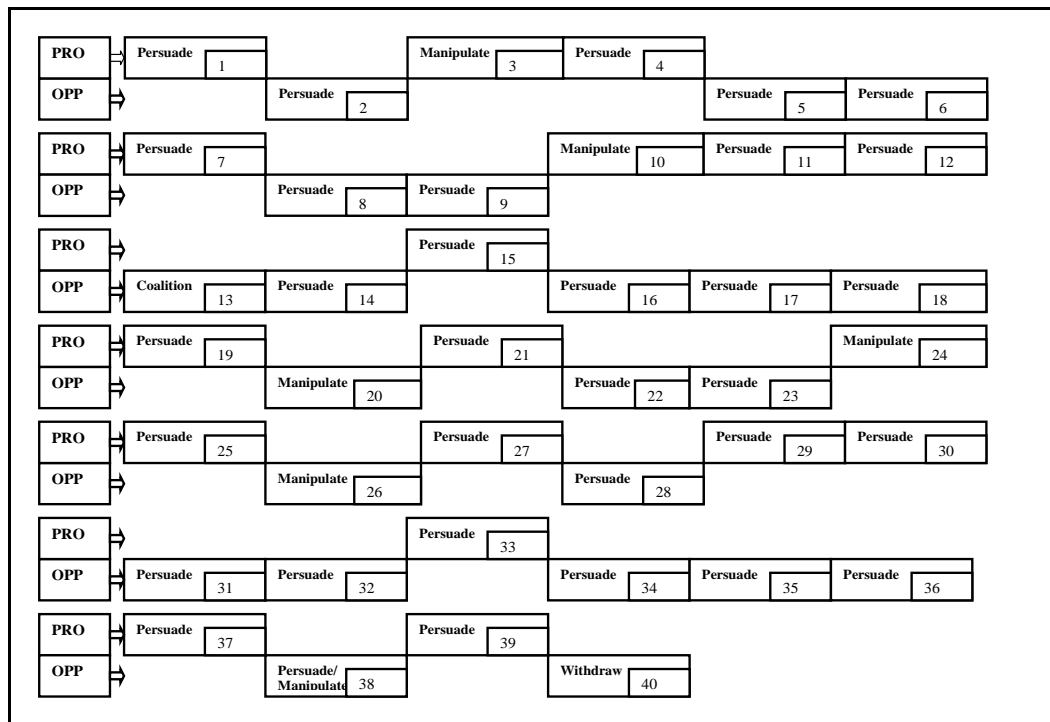 PRO Persuade 1 Manipulate 3 Persuade 4
OPP Persuade 2 Persuade 5 Persuade 6
PRO Persuade 7 Manipulate 10 Persuade 11 Persuade 12
OPP Persuade 8 Persuade 9
PRO Persuade 15
OPP Coalition 13 Persuade 14 Persuade 16 Persuade 17 Persuade 18
PRO Persuade 19 Persuade 21 Manipulate 24
OPP Manipulate 20 Persuade 22 Persuade 23
PRO Persuade 25 Persuade 27 Persuade 29 Persuade 30
OPP Manipulate 26 Persuade 28
PRO Persuade 33
OPP Persuade 31 Persuade 32 Persuade 34 Persuade 35 Persuade 36
PRO Persuade 37 Persuade 39
OPP Persuade/ Manipulate 38 Withdraw 40